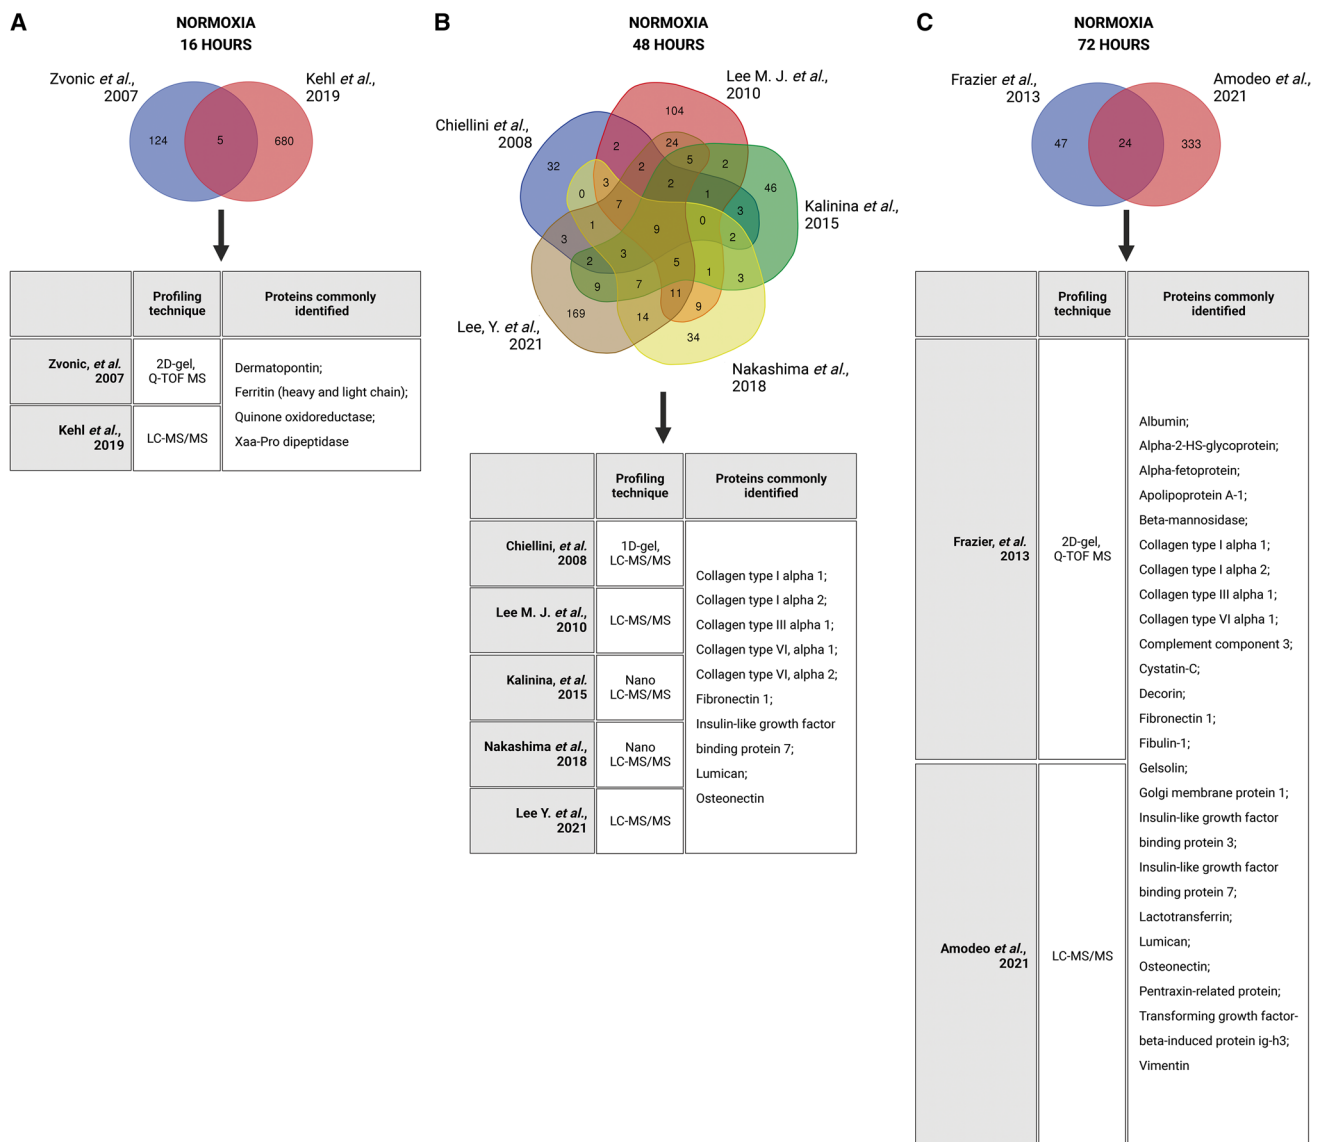 A
NORMOXIA
16 HOURS
Zvonic et al.,
2007
Kehl et al.,
2019
124
5
680
Profiling
technique
Proteins commonly
identified
Zvonic, et al.
2007
2D-gel,
Q-TOF MS
Kehl et al.,
2019
LC-MS/MS
Dermatopontin;
Ferritin (heavy and light chain);
Quinone oxidoreductase;
Xaa-Pro dipeptidase
B
NORMOXIA
48 HOURS
Lee M. J. et al.,
2010
Chiellini et al.,
2008
Kalinina et al.,
2015
Lee, Y. et al.,
2021
Nakashima et al.,
2018
104
2
24
5
2
32
2
3
0
2
1
46
3
7
9
0
2
1
3
3
2
5
1
3
9
7
11
9
169
14
34
Profiling
technique
Proteins commonly
identified
Chiellini, et al.
2008
1D-gel,
LC-MS/MS
Lee M. J. et al.,
2010
LC-MS/MS
Kalinina, et al.
2015
Nano
LC-MS/MS
Nakashima et al.,
2018
Nano
LC-MS/MS
Lee Y. et al.,
2021
LC-MS/MS
Collagen type I alpha 1;
Collagen type I alpha 2;
Collagen type III alpha 1;
Collagen type VI, alpha 1;
Collagen type VI, alpha 2;
Fibronectin 1;
Insulin-like growth factor
binding protein 7;
Lumican;
Osteonectin
C
NORMOXIA
72 HOURS
Frazier et al.,
2013
Amodeo et al.,
2021
47
24
333
Profiling
technique
Proteins commonly
identified
Frazier, et al.
2013
2D-gel,
Q-TOF MS
Amodeo et al.,
2021
LC-MS/MS
Albumin;
Alpha-2-HS-glycoprotein;
Alpha-fetoprotein;
Apolipoprotein A-1;
Beta-mannosidase;
Collagen type I alpha 1;
Collagen type I alpha 2;
Collagen type III alpha 1;
Collagen type VI alpha 1;
Complement component 3;
Cystatin-C;
Decorin;
Fibronectin 1;
Fibulin-1;
Gelsolin;
Golgi membrane protein 1;
Insulin-like growth factor
binding protein 3;
Insulin-like growth factor
binding protein 7;
Lactotransferrin;
Lumican;
Osteonectin;
Pentraxin-related protein;
Transforming growth factor-
beta-induced protein ig-h3;
Vimentin